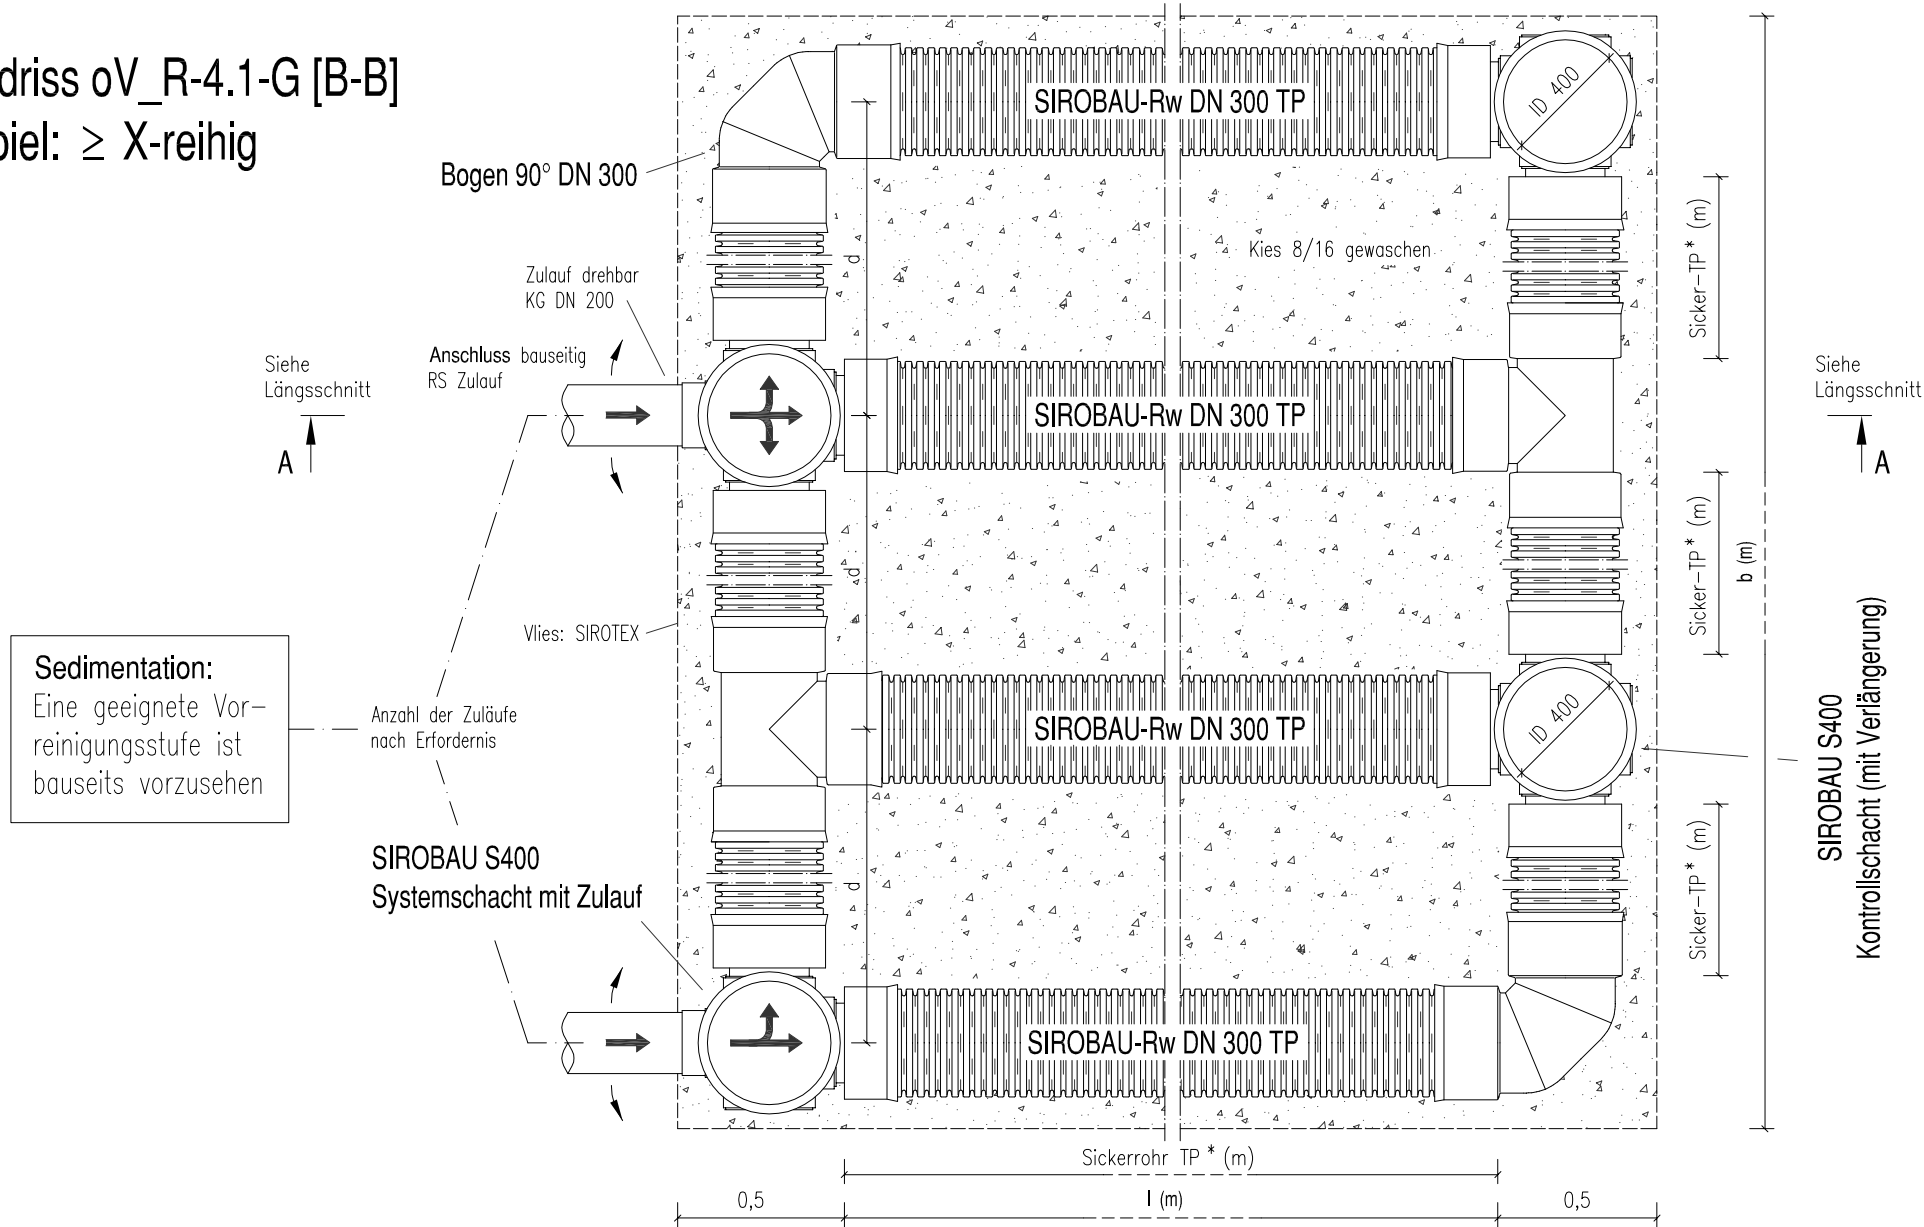 driss oV_R-4.1-G [B-B]
piel: ≥ X-reihig
Bogen 90° DN 300
SIROBAU-Rw DN 300 TP
ID 400
Zulauf drehbar
KG DN 200
Kies 8/16 gewaschen
Sicker-TP* (m)
d
Anschluss bauseitig
RS Zulauf
Siehe
Längsschnitt
A
SIROBAU-Rw DN 300 TP
Siehe
Längsschnitt
A
d
Sicker-TP* (m)
b (m)
Vlies: SIROTEX
Sedimentation:
Eine geeignete Vor-
reinigungsstufe ist
bauseits vorzusehen
Anzahl der Zuläufe
nach Erfordernis
SIROBAU-Rw DN 300 TP
ID 400
SIROBAU S400
Kontrollschacht (mit Verlängerung)
SIROBAU S400
Systemschacht mit Zulauf
d
Sicker-TP* (m)
SIROBAU-Rw DN 300 TP
Sickerrohr TP* (m)
0,5
l (m)
0,5